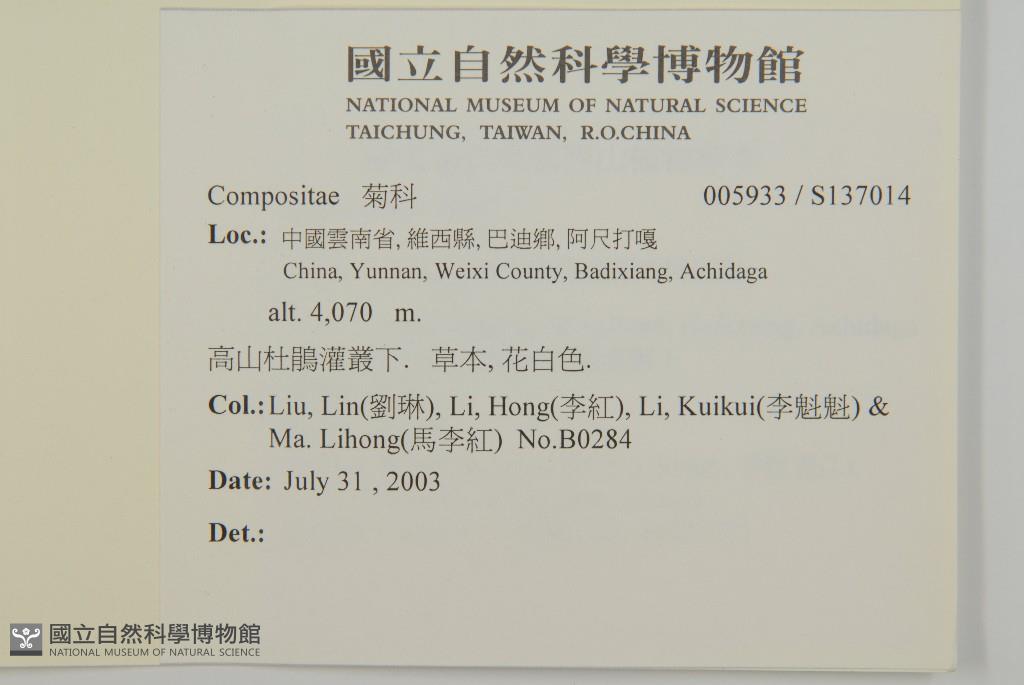 國立自然科學博物館
NATIONAL MUSEUM OF NATURAL SCIENCE
TAICHUNG, TAIWAN, R.O.CHINA
Compositae 菊科 005933 / S137014
Loc.: 中國雲南省, 維西縣, 巴迪鄉, 阿尺打嘎
China, Yunnan, Weixi County, Badixiang, Achidaga
alt. 4,070 m.
高山杜鵑灌叢下. 草本, 花白色.
Col.: Liu, Lin(劉琳), Li, Hong(李紅), Li, Kuikui(李魁魁) &
Ma. Lihong(馬李紅) No.B0284
Date: July 31 , 2003
Det.:
國立自然科學博物館
NATIONAL MUSEUM OF NATURAL SCIENCE